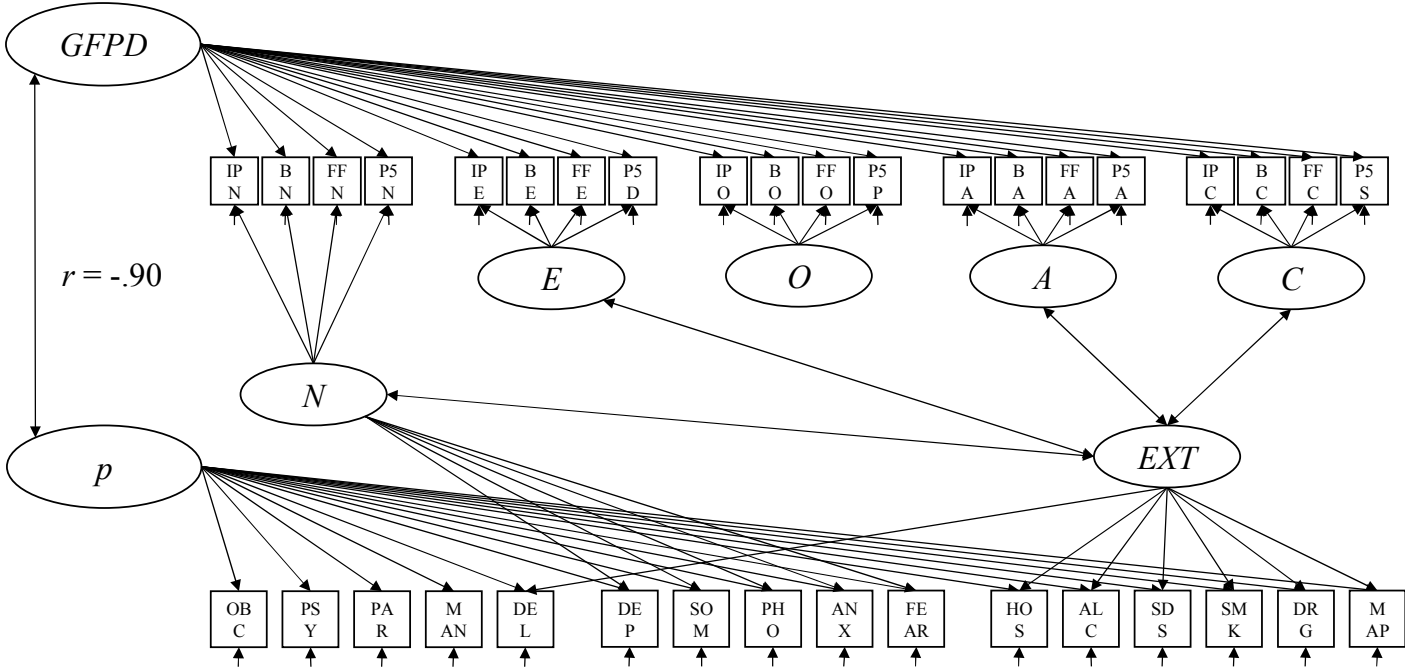 GFPD
IP B FF P5 IP B FF P5 IP B FF P5 IP B FF P5 IP B FF P5
N N N N E E E D O O O P A A A A C C C S
r = -.90
E O A C
N
EXT
p
OB PS PA M DE DE SO PH AN FE HO AL SD SM DR M
C Y R AN L P M O X AR S C S K G AP